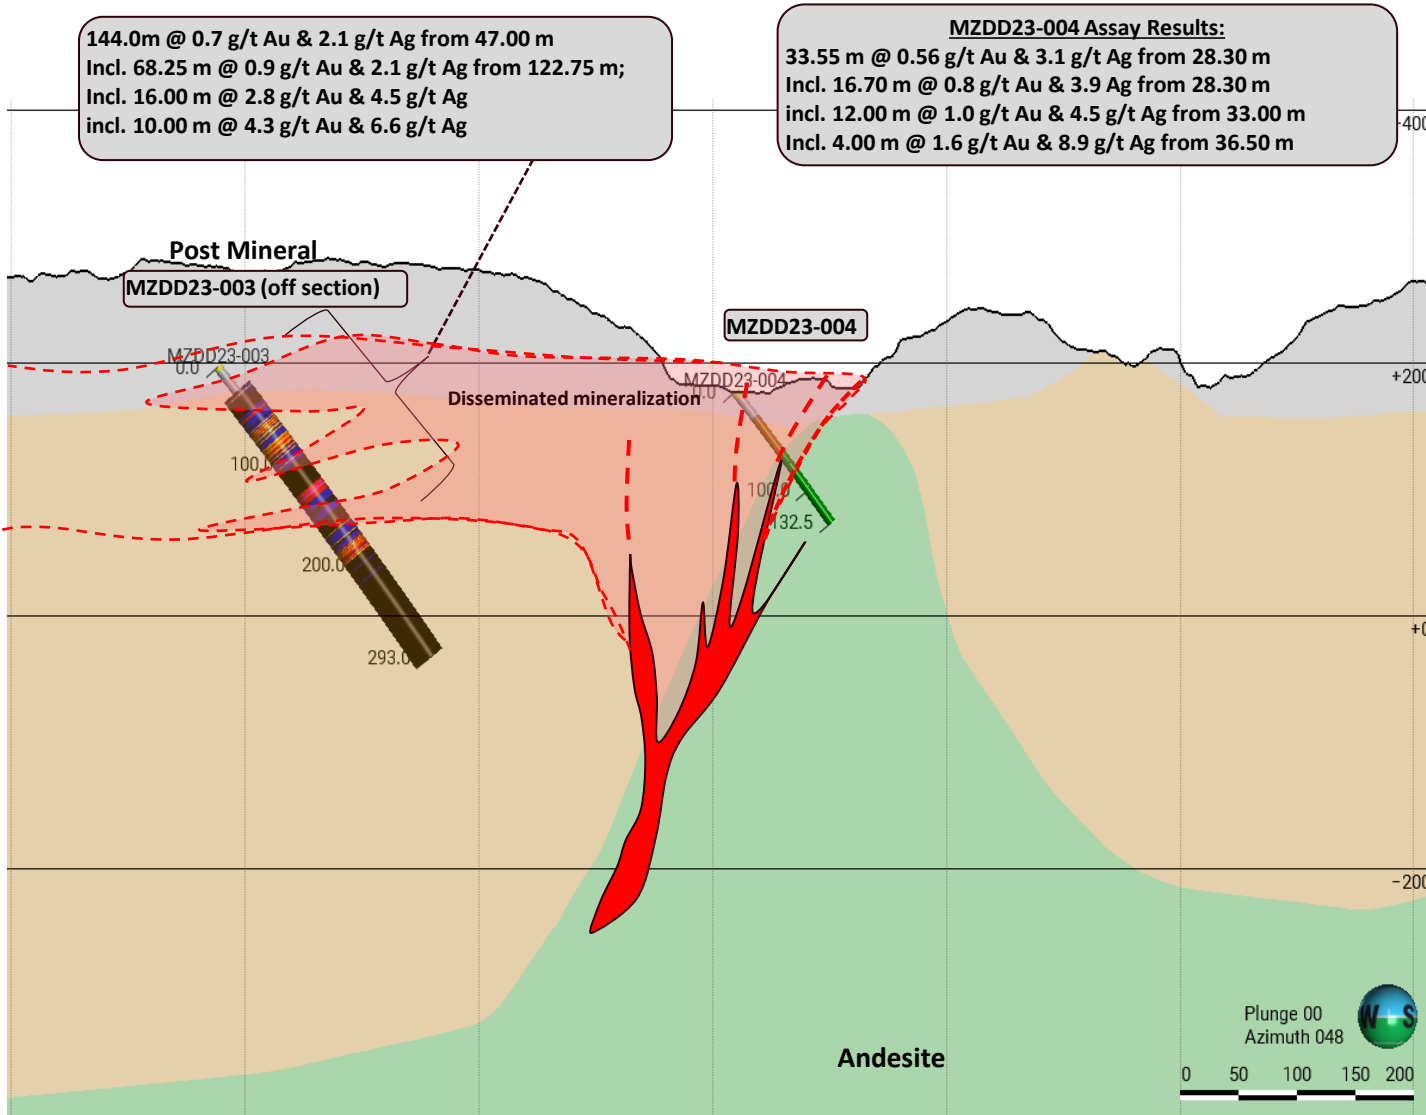 144.0m @ 0.7 g/t Au & 2.1 g/t Ag from 47.00 m
Incl. 68.25 m @ 0.9 g/t Au & 2.1 g/t Ag from 122.75 m;
Incl. 16.00 m @ 2.8 g/t Au & 4.5 g/t Ag
incl. 10.00 m @ 4.3 g/t Au & 6.6 g/t Ag
MZDD23-004 Assay Results:
33.55 m @ 0.56 g/t Au & 3.1 g/t Ag from 28.30 m
Incl. 16.70 m @ 0.8 g/t Au & 3.9 Ag from 28.30 m
incl. 12.00 m @ 1.0 g/t Au & 4.5 g/t Ag from 33.00 m
Incl. 4.00 m @ 1.6 g/t Au & 8.9 g/t Ag from 36.50 m
Post Mineral
MZDD23-003 (off section)
MZDD23-004
MZDD23-003
0.0
+200
MZDD23-004
Disseminated mineralization
100.0
100.0
132.5
200.0
+0
293.0
-200
Plunge 00
Azimuth 048
W S
Andesite
0 50 100 150 200